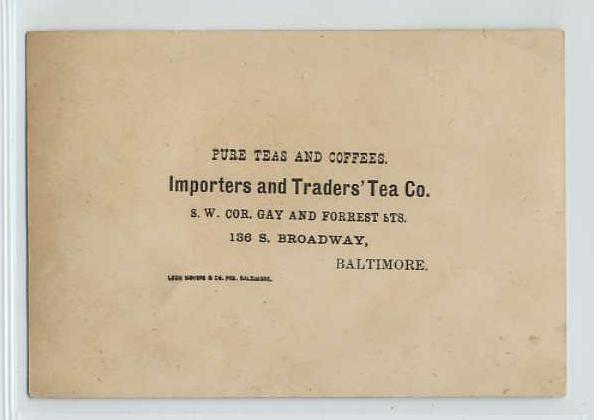 PURE TEAS AND COFFEES.
Importers and Traders' Tea Co.
S. W. COR. GAY AND FORREST STS.
136 S. BROADWAY,
BALTIMORE.
& CO. BALTIMORE.